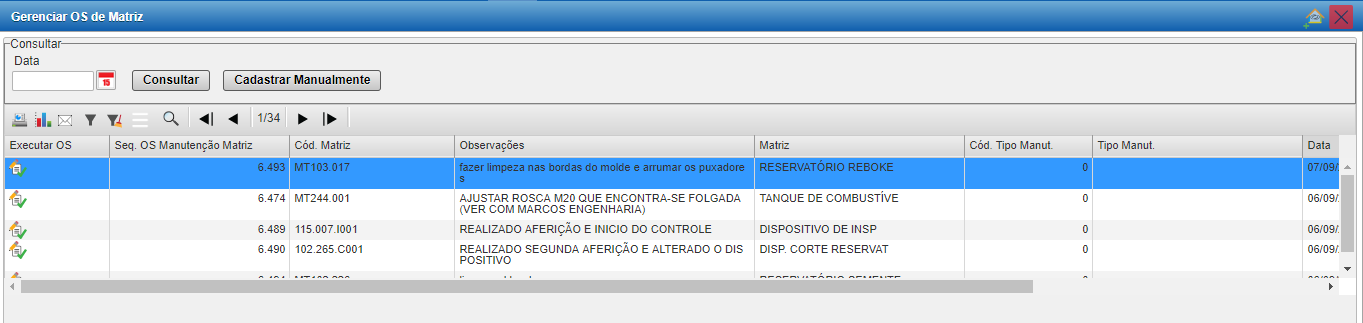 Gerenciar OS de Matriz
Consultar
Data
15
Consultar
Cadastrar Manualmente
1/34
Executar OS
Seq. OS Manutenção Matriz
Cód. Matriz
Observações
Matriz
Cód. Tipo Manut.
Tipo Manut.
Data
6.493
MT103.017
fazer limpeza nas bordas do molde e arrumar os puxadore
s
RESERVATÓRIO REBOKE
0
07/09/
6.474
MT244.001
AJUSTAR ROSCA M20 QUE ENCONTRA-SE FOLGADA
(VER COM MARCOS ENGENHARIA)
TANQUE DE COMBUSTÍVE
0
06/09/
6.489
115.007.I001
REALIZADO AFERIÇÃO E INICIO DO CONTROLE
DISPOSITIVO DE INSP
0
06/09/
6.490
102.265.C001
REALIZADO SEGUNDA AFERIÇÃO E ALTERADO O DIS
POSITIVO
DISP. CORTE RESERVAT
0
06/09/